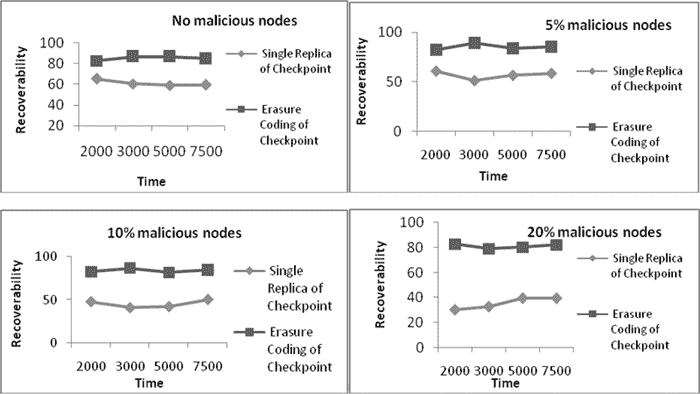 No malicious nodes
Recoverability
100
80
60
40
20
2000 3000 5000 7500
Time
Single Replica
of Checkpoint
Erasure
Coding of
Checkpoint
5% malicious nodes
Recoverability
100
50
0
2000 3000 5000 7500
Time
Single Replica
of Checkpoint
Erasure
Coding of
Checkpoint
10% malicious nodes
Recoverability
100
50
0
2000 3000 5000 7500
Time
Single
Replica of
Checkpoint
Erasure
Coding of
Checkpoint
20% malicious nodes
Recoverability
100
80
60
40
20
0
2000 3000 5000 7500
Time
Single Replica
of Checkpoint
Erasure
Coding of
Checkpoint